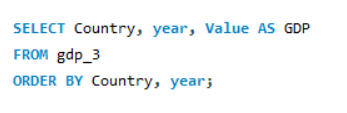 SELECT Country, year, Value AS GDP
FROM gdp_3
ORDER BY Country, year;